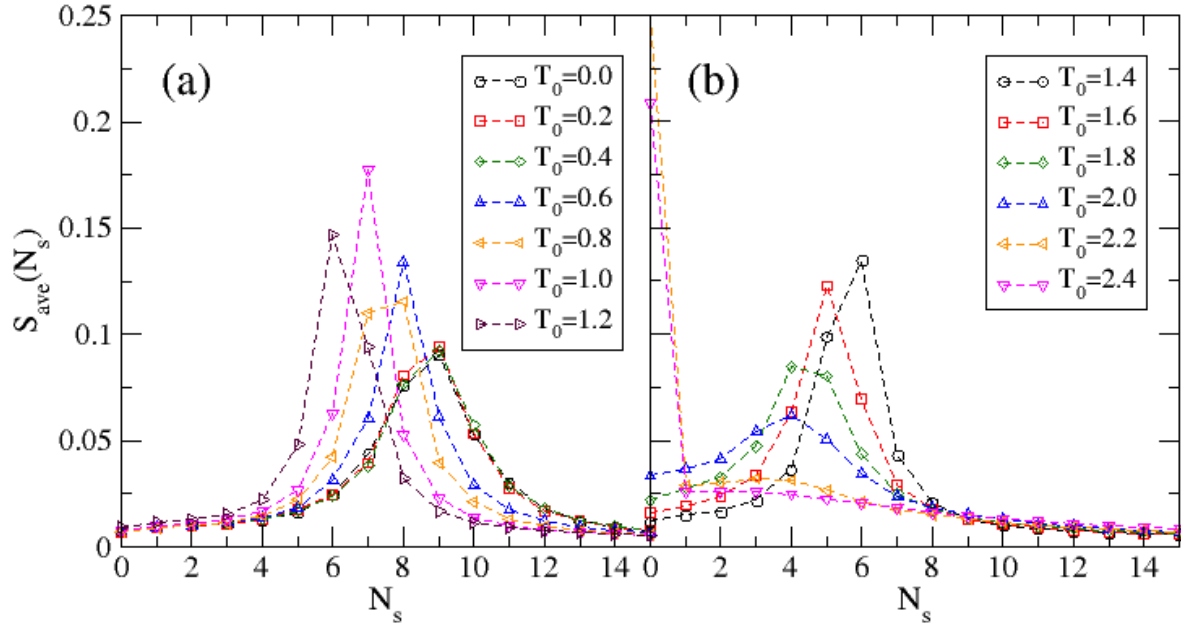 (a)
T₀=0.0
T₀=0.2
T₀=0.4
T₀=0.6
T₀=0.8
T₀=1.0
T₀=1.2
(b)
T₀=1.4
T₀=1.6
T₀=1.8
T₀=2.0
T₀=2.2
T₀=2.4
S_ave(N_s)
0.25
0.2
0.15
0.1
0.05
0
0 2 4 6 8 10 12 14 0 2 4 6 8 10 12 14
N_s N_s